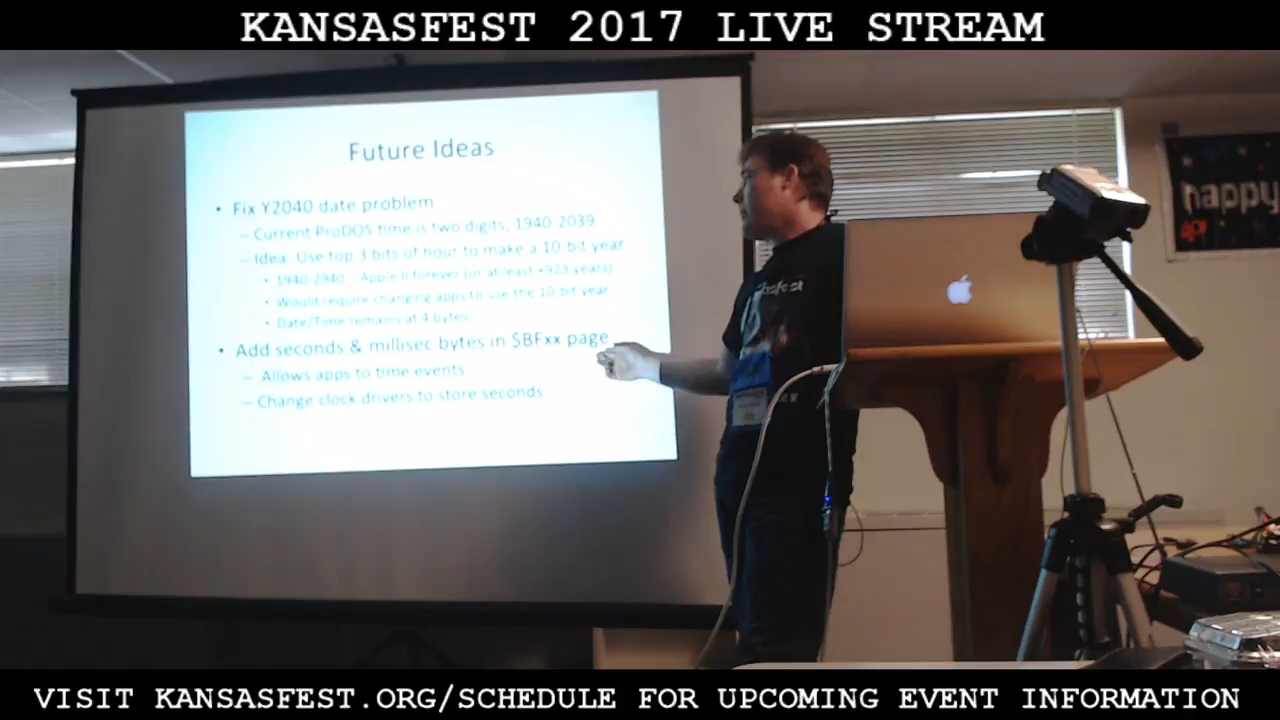 KANSASFEST 2017 LIVE STREAM
Future Ideas
• Fix Y2040 date problem
– Current ProDOS time is two digits, 1940-2039
– Idea: Use top 3 bits of hour to make a 10 bit year
• 1940-2940 Apple II forever (or at least +923 years)
• Would require changing apps to use the 10-bit year
• Date/Time remains at 4 bytes
• Add seconds & millisec bytes in $BFxx page
– Allows apps to time events
– Change clock drivers to store seconds
happy
VISIT KANSASFEST.ORG/SCHEDULE FOR UPCOMING EVENT INFORMATION